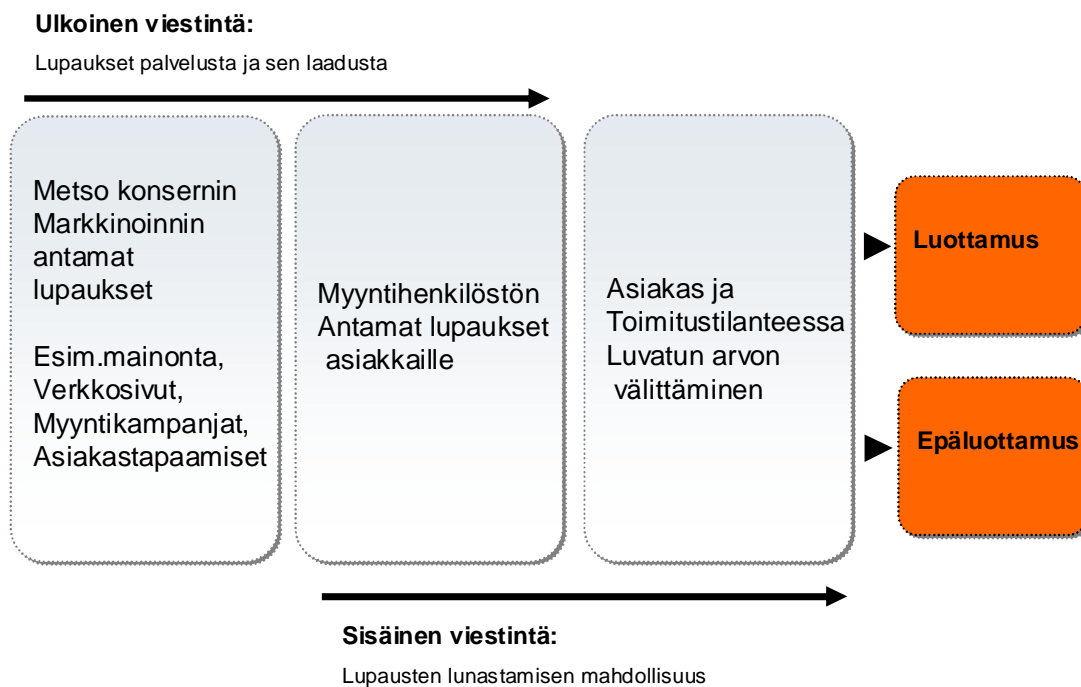 Ulkoinen viestintä:
Lupaukset palvelusta ja sen laadusta
Metso konsernin
Markkinoinnin
antamat
lupaukset
Esim.mainonta,
Verkkosivut,
Myyntikampanjat,
Asiakastapaamiset
Myyntihenkilöstön
Antamat lupaukset
asiakkaille
Asiakas ja
Toimitustilanteessa
Luvatun arvon
välittäminen
Luottamus
Epäluottamus
Sisäinen viestintä:
Lupausten lunastamisen mahdollisuus